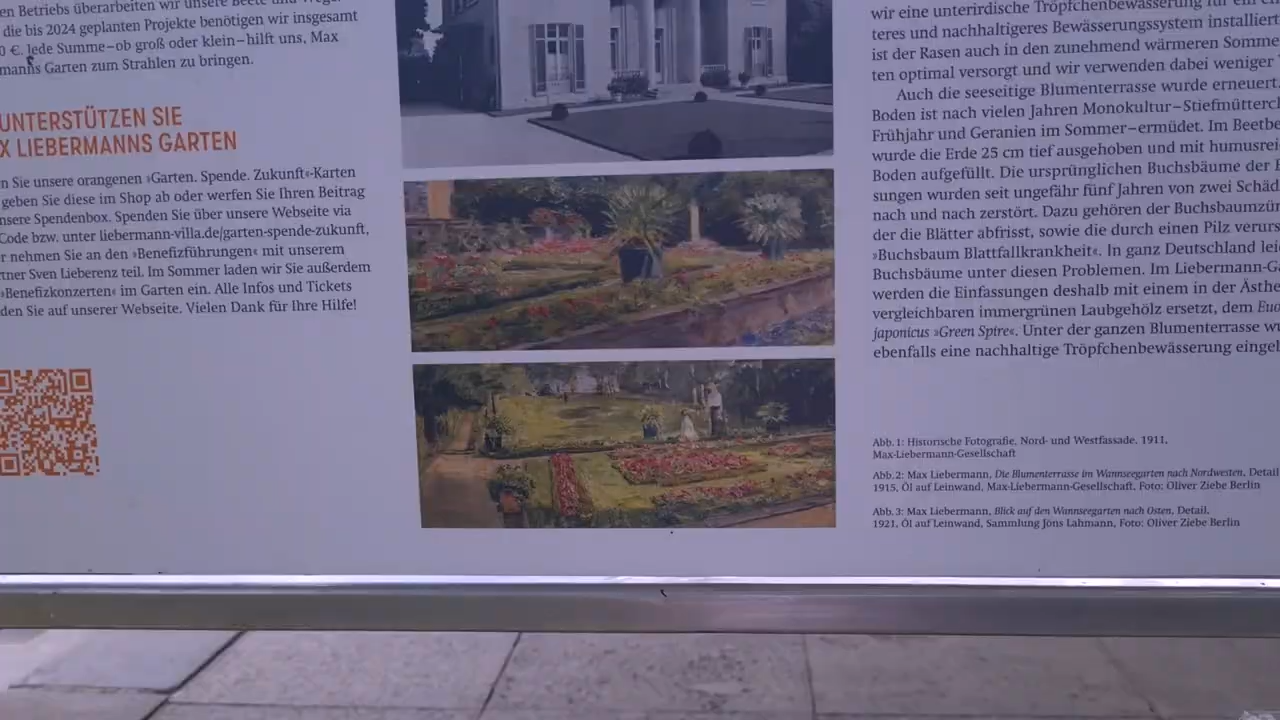 en Betriebs überarbeiten wir unsere Beete und Wege.
die bis 2024 geplanten Projekte benötigen wir insgesamt
0 €. Jede Summe–ob groß oder klein–hilft uns, Max
manns Garten zum Strahlen zu bringen.
UNTERSTÜTZEN SIE
X LIEBERMANNS GARTEN
n Sie unsere orangenen »Garten. Spende. Zukunft«-Karten
geben Sie diese im Shop ab oder werfen Sie Ihren Beitrag
nsere Spendenbox. Spenden Sie über unsere Webseite via
Code bzw. unter liebermann-villa.de/garten-spende-zukunft,
r nehmen Sie an den »Benefizführungen« mit unserem
tner Sven Lieberenz teil. Im Sommer laden wir Sie außerdem
»Benefizkonzerten« im Garten ein. Alle Infos und Tickets
den Sie auf unserer Webseite. Vielen Dank für Ihre Hilfe!
wir eine unterirdische Tröpfchenbewässerung für ein
teres und nachhaltigeres Bewässerungssystem installiert
ist der Rasen auch in den zunehmend wärmeren Somme
ten optimal versorgt und wir verwenden dabei weniger
Auch die seeseitige Blumenterrasse wurde erneuert.
Boden ist nach vielen Jahren Monokultur–Stiefmütterc
Frühjahr und Geranien im Sommer–ermüdet. Im Beetbe
wurde die Erde 25 cm tief ausgehoben und mit humusrei
Boden aufgefüllt. Die ursprünglichen Buchsbäume der
sungen wurden seit ungefähr fünf Jahren von zwei Schäd
nach und nach zerstört. Dazu gehören der Buchsbaumzün
der die Blätter abfrisst, sowie die durch einen Pilz verurs
»Buchsbaum Blattfallkrankheit«. In ganz Deutschland lei
Buchsbäume unter diesen Problemen. Im Liebermann-G
werden die Einfassungen deshalb mit einem in der Ästhe
vergleichbaren immergrünen Laubgehölz ersetzt, dem Euo
japonicus »Green Spire«. Unter der ganzen Blumenterrasse wu
ebenfalls eine nachhaltige Tröpfchenbewässerung eingel
Abb.1: Historische Fotografie, Nord- und Westfassade, 1911,
Max-Liebermann-Gesellschaft
Abb.2: Max Liebermann, Die Blumenterrasse im Wannseegarten nach Nordwesten, Detail
1915, Öl auf Leinwand, Max-Liebermann-Gesellschaft, Foto: Oliver Ziebe Berlin
Abb.3: Max Liebermann, Blick auf den Wannseegarten nach Osten, Detail,
1921, Öl auf Leinwand, Sammlung Jöns Lahmann, Foto: Oliver Ziebe Berlin